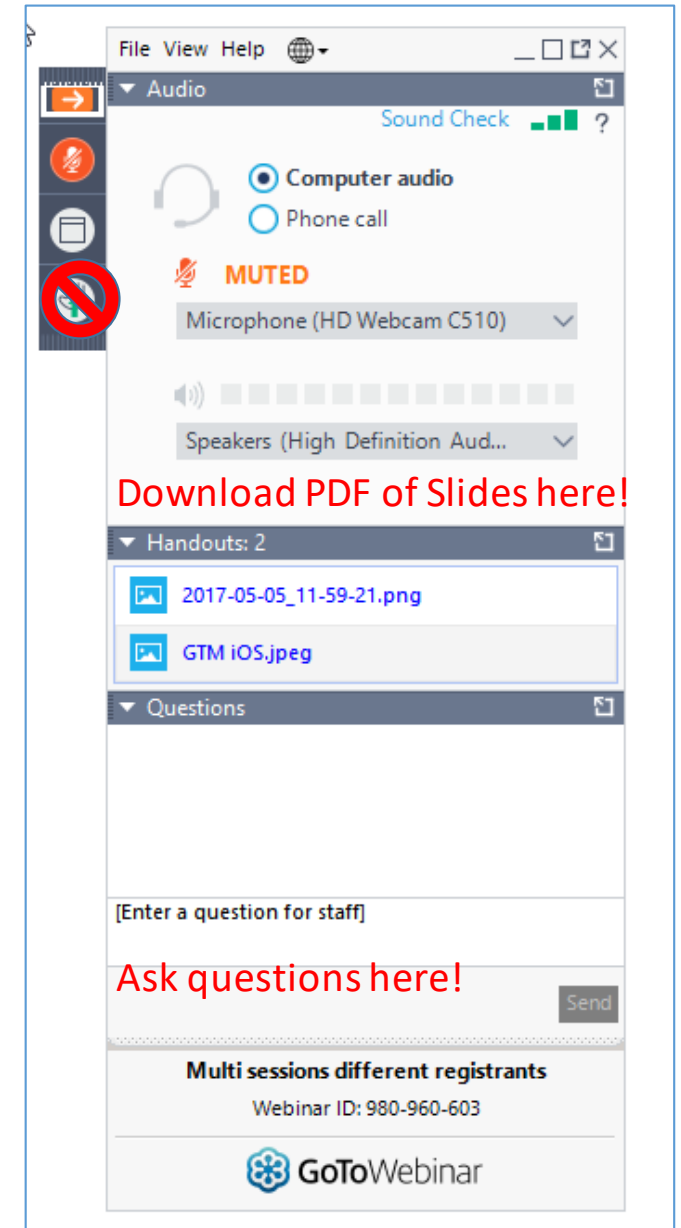 File View Help
Audio
Sound Check ?
Computer audio
Phone call
MUTED
Microphone (HD Webcam C510)
Speakers (High Definition Aud...
Download PDF of Slides here!
Handouts: 2
2017-05-05_11-59-21.png
GTM iOS.jpeg
Questions
[Enter a question for staff]
Ask questions here!
Send
Multi sessions different registrants
Webinar ID: 980-960-603
GoToWebinar